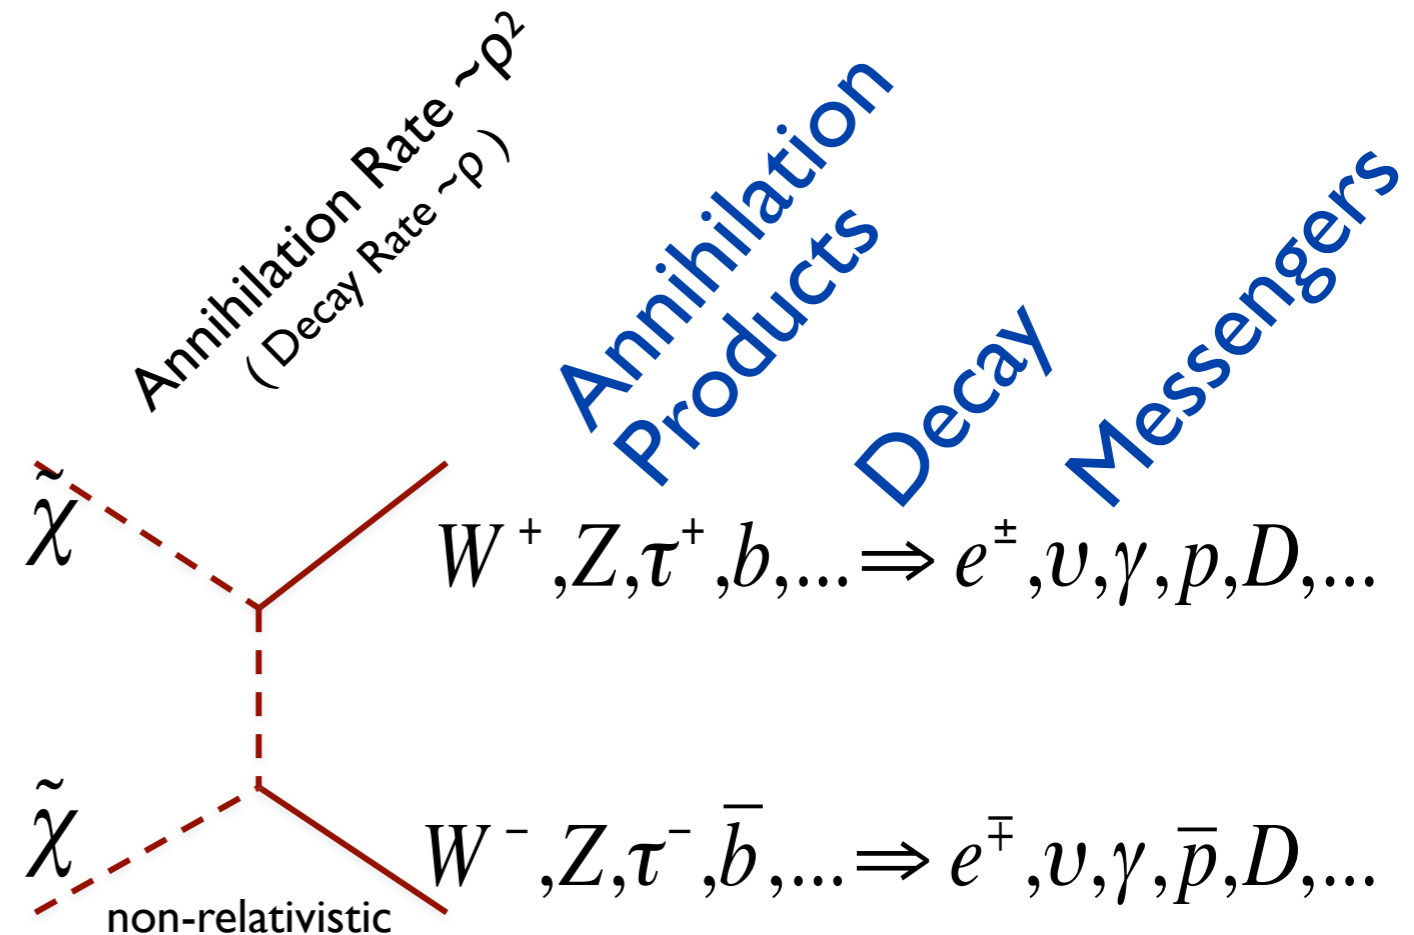 Annihilation Rate ~ρ²
( Decay Rate ~ρ )
Annihilation
Products
Decay
Messengers
χ̃
W⁺,Z,τ⁺,b,...⇒e±,υ,γ,p,D,...
χ̃
W⁻,Z,τ⁻,b̅,...⇒e∓,υ,γ,p̅,D,...
non-relativistic